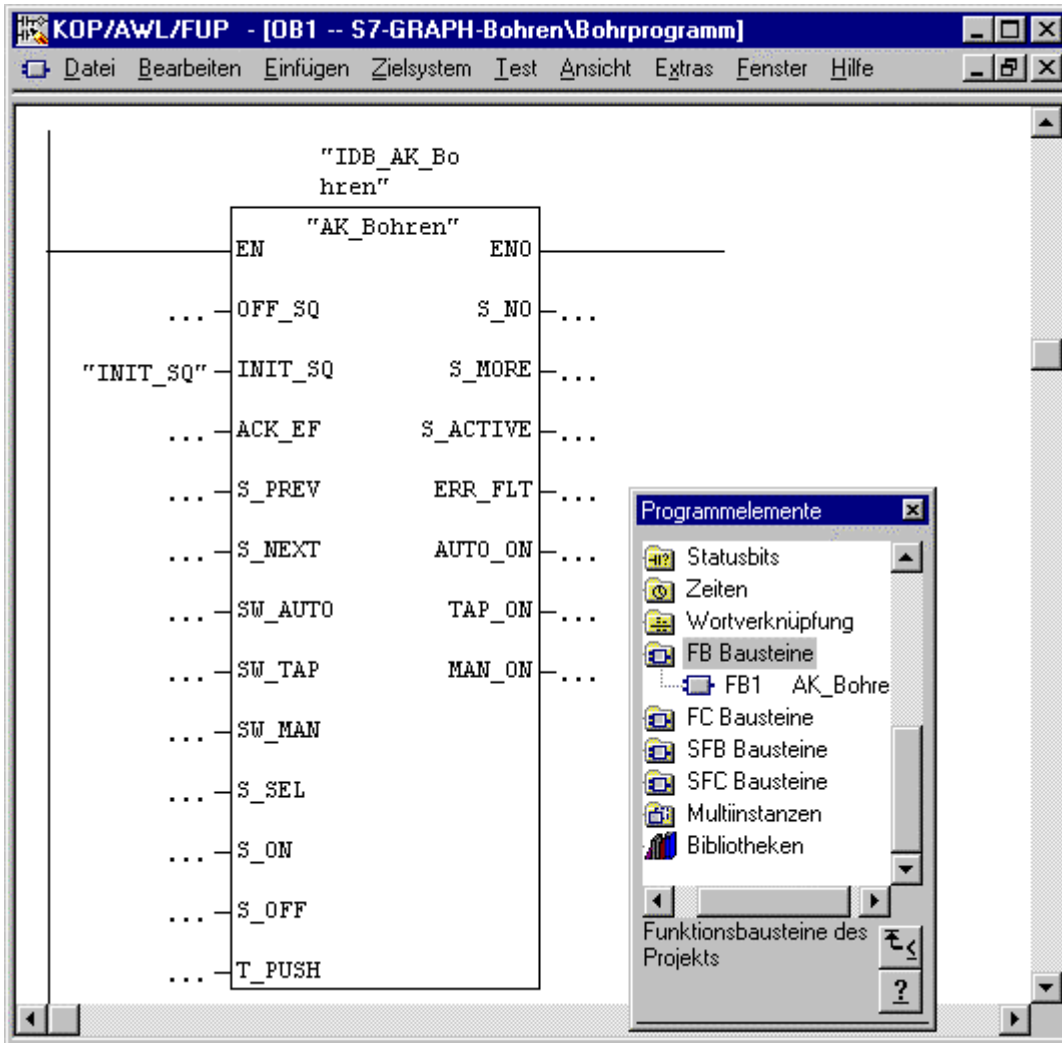 KOP/AWL/FUP - [OB1 -- S7-GRAPH-Bohren\Bohrprogramm]
Datei Bearbeiten Einfügen Zielsystem Test Ansicht Extras Fenster Hilfe
"IDB_AK_Bo
hren"
"AK_Bohren"
EN ENO
... OFF_SQ S_NO ...
"INIT_SQ" INIT_SQ S_MORE ...
... ACK_EF S_ACTIVE ...
... S_PREV ERR_FLT ...
... S_NEXT AUTO_ON ...
... SW_AUTO TAP_ON ...
... SW_TAP MAN_ON ...
... SW_MAN
... S_SEL
... S_ON
... S_OFF
... T_PUSH
Programmelemente
Statusbits
Zeiten
Wortverknüpfung
FB Bausteine
FB1 AK_Bohre
FC Bausteine
SFB Bausteine
SFC Bausteine
Multiinstanzen
Bibliotheken
Funktionsbausteine des
Projekts
?